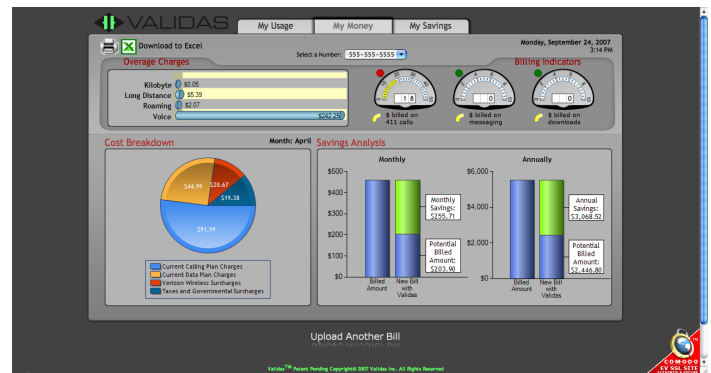 VALIDAS
My Usage
My Money
My Savings
Download to Excel
Select a Number: 555-555-5555
Monday, September 24, 2007
3:14 PM
Overage Charges
Billing Indicators
Kilobyte $0.05
Long Distance $5.39
Roaming $2.07
Voice $242.25
18
$ billed on
411 calls
0
$ billed on
messaging
0
$ billed on
downloads
Cost Breakdown
Month: April
$44.99
$20.67
$19.38
$91.99
Current Calling Plan Charges
Current Data Plan Charges
Verizon Wireless Surcharges
Taxes and Governmental Surcharges
Savings Analysis
Monthly
$500
$400
$300
$200
$100
$0
Monthly
Savings:
$255.71
Potential
Billed
Amount:
$203.90
Billed
Amount
New Bill
with
Validas
Annually
$6,000
$4,000
$2,000
$0
Annual
Savings:
$3,068.52
Potential
Billed
Amount:
$2,446.80
Billed
Amount
New Bill
with
Validas
Upload Another Bill
Validas™ Patent Pending Copyright© 2007 Validas Inc. All Rights Reserved
COMODO
EV SSL SITE